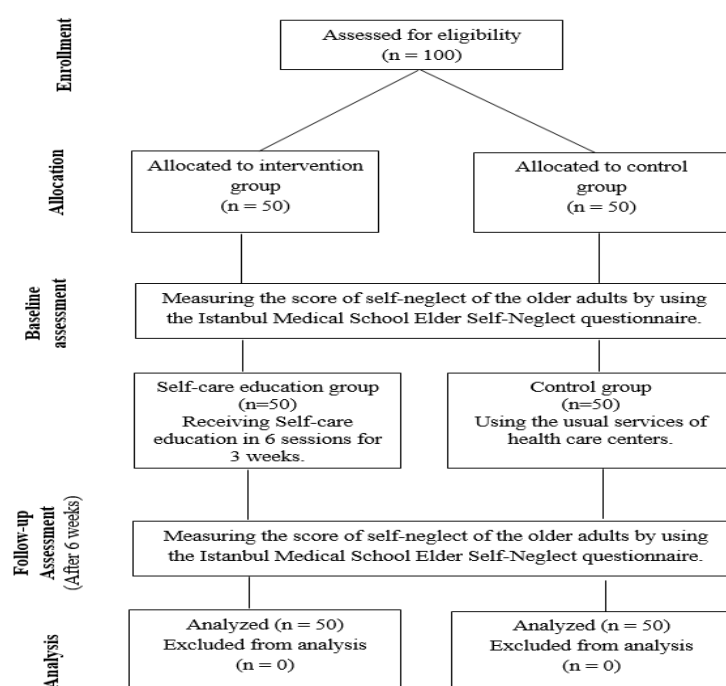 Enrollment
Assessed for eligibility
(n = 100)
Allocation
Allocated to intervention
group
(n = 50)
Allocated to control
group
(n = 50)
Baseline
assessment
Measuring the score of self-neglect of the older adults by using
the Istanbul Medical School Elder Self-Neglect questionnaire.
Self-care education group
(n=50)
Receiving Self-care
education in 6 sessions for
3 weeks.
Control group
(n=50)
Using the usual services of
health care centers.
Follow-up
Assessment
(After 6 weeks)
Measuring the score of self-neglect of the older adults by using
the Istanbul Medical School Elder Self-Neglect questionnaire.
Analysis
Analyzed (n = 50)
Excluded from analysis
(n = 0)
Analyzed (n = 50)
Excluded from analysis
(n = 0)